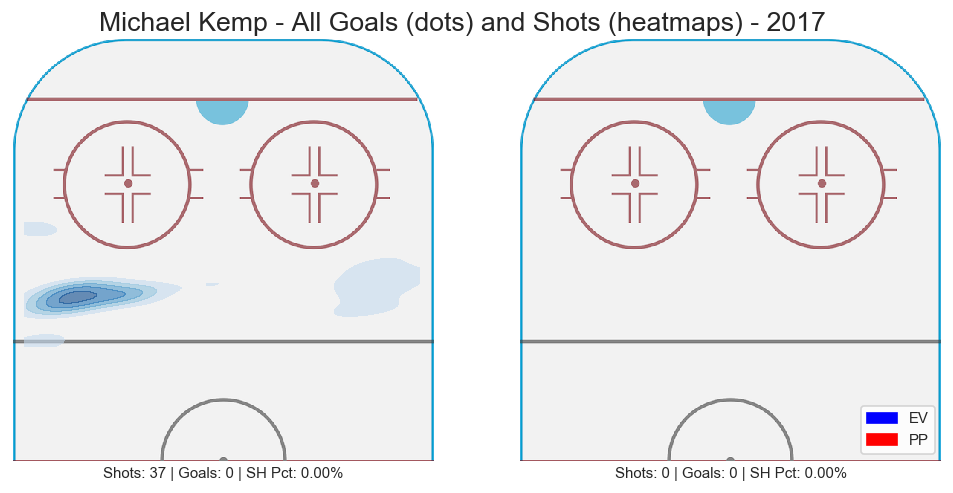 Michael Kemp - All Goals (dots) and Shots (heatmaps) - 2017
EV
PP
Shots: 37 | Goals: 0 | SH Pct: 0.00%
Shots: 0 | Goals: 0 | SH Pct: 0.00%